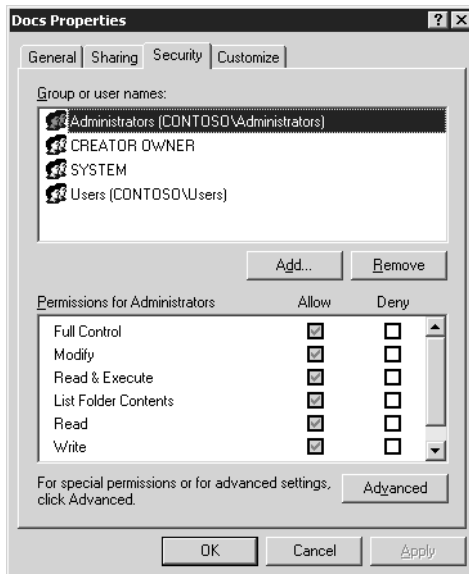 Docs Properties
General Sharing Security Customize
Group or user names:
Administrators (CONTOSO\Administrators)
CREATOR OWNER
SYSTEM
Users (CONTOSO\Users)
Add... Remove
Permissions for Administrators Allow Deny
Full Control
Modify
Read & Execute
List Folder Contents
Read
Write
For special permissions or for advanced settings,
click Advanced.
Advanced
OK Cancel Apply